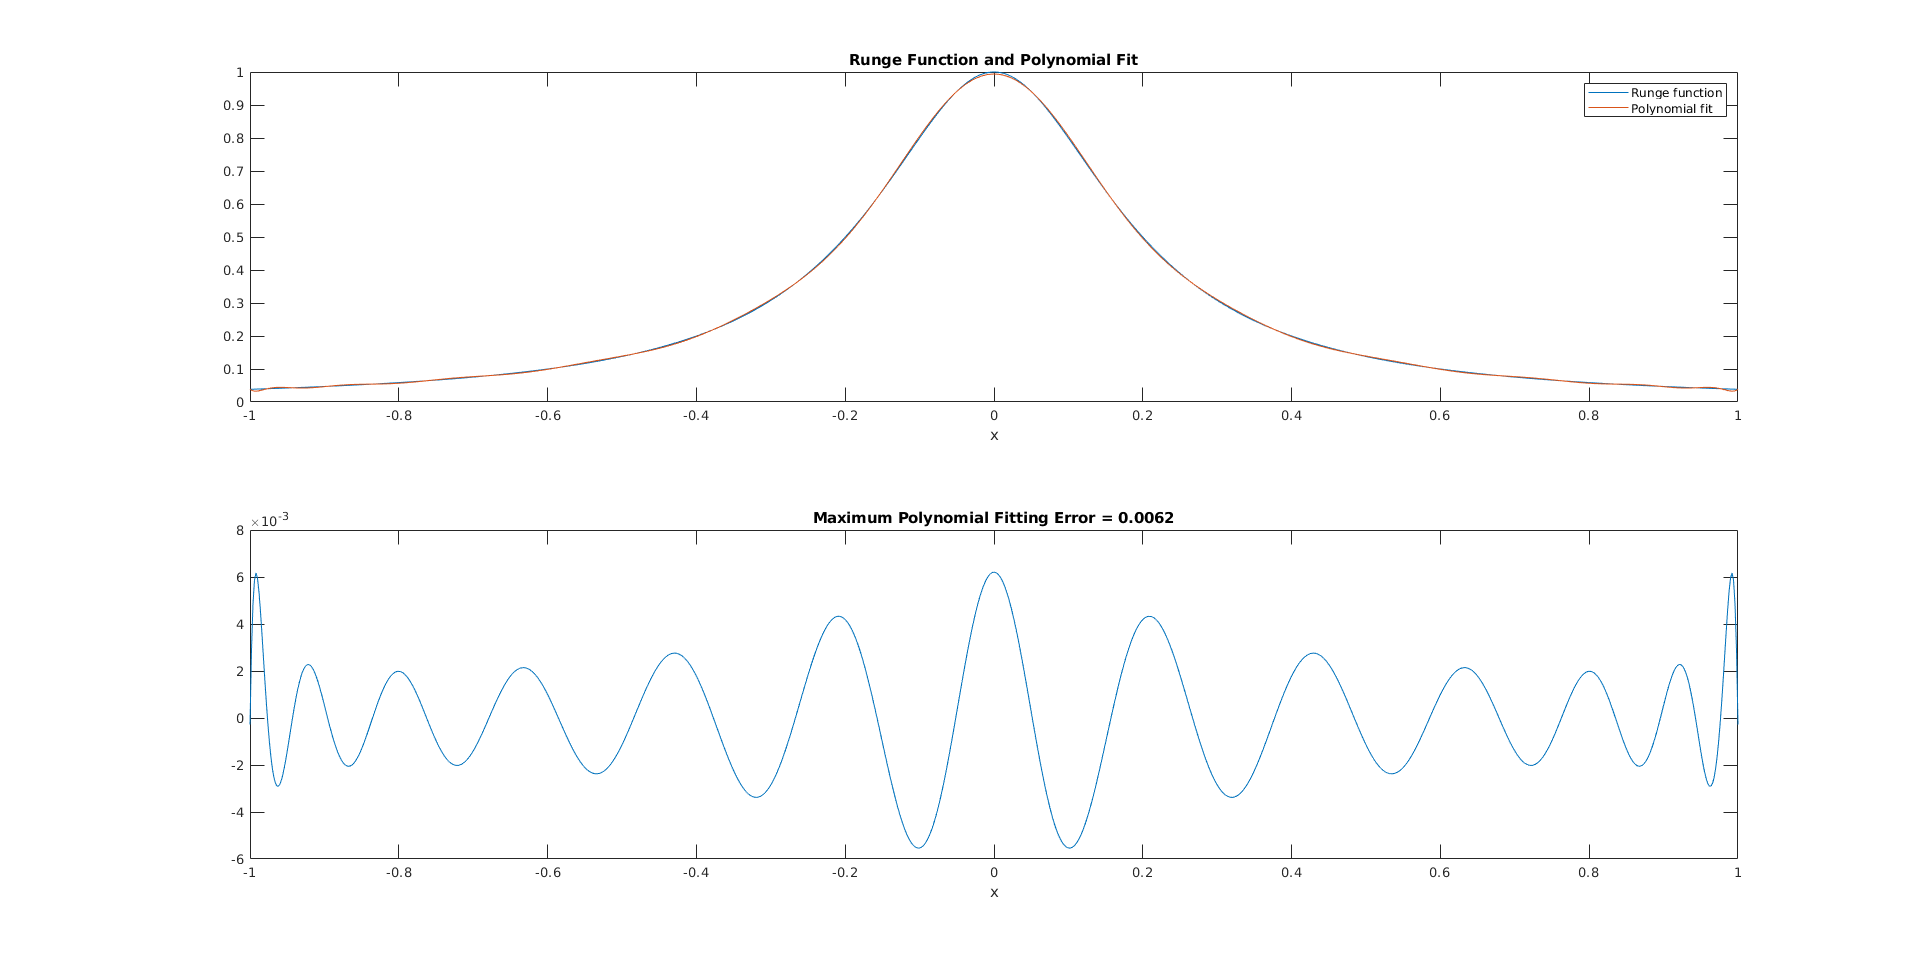 Runge Function and Polynomial Fit
1
0.9
0.8
0.7
0.6
0.5
0.4
0.3
0.2
0.1
0
Runge function
Polynomial fit
-1 -0.8 -0.6 -0.4 -0.2 0 0.2 0.4 0.6 0.8 1
x
Maximum Polynomial Fitting Error = 0.0062
×10-3
8
6
4
2
0
-2
-4
-6
-1 -0.8 -0.6 -0.4 -0.2 0 0.2 0.4 0.6 0.8 1
x